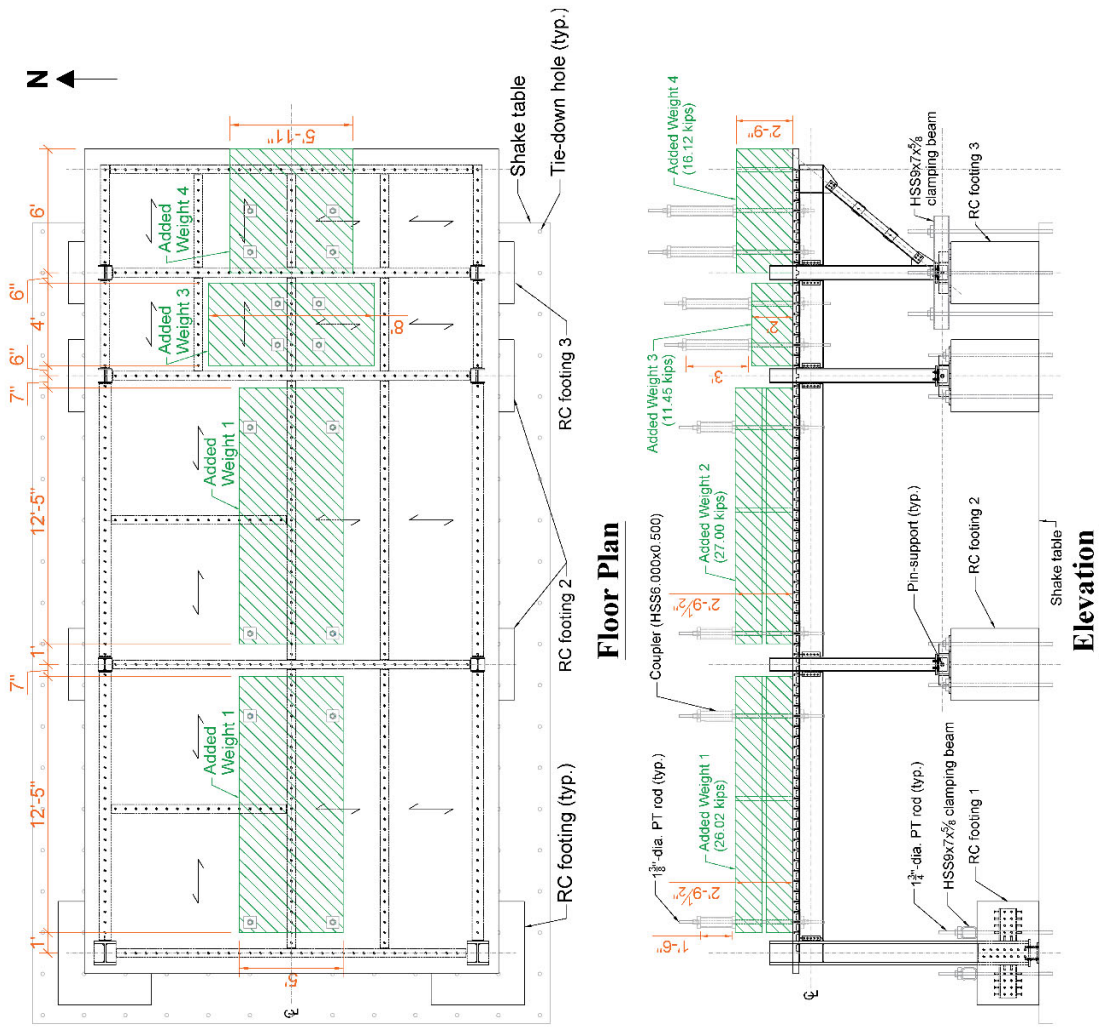 N
6'
6"
4'
6"
7"
12'-5"
1'
7"
12'-5"
1'
5'-11"
8'
5'
Added
Weight 4
Added
Weight 3
Added
Weight 1
Added
Weight 1
Shake table
Tie-down hole (typ.)
RC footing 3
RC footing 2
RC footing (typ.)
℄
Floor Plan
2'-9"
Added Weight 4
(16.12 kips)
HSS9x7x⅝
clamping beam
RC footing 3
2'
3'
Added Weight 3
(11.45 kips)
Added Weight 2
(27.00 kips)
2'-9½"
Coupler (HSS6.000x0.500)
Pin-support (typ.)
RC footing 2
Shake table
1⅜"-dia. PT rod (typ.)
Added Weight 1
(26.02 kips)
2'-9½"
1'-6"
1¾"-dia. PT rod (typ.)
HSS9x7x⅝ clamping beam
RC footing 1
℄
Elevation